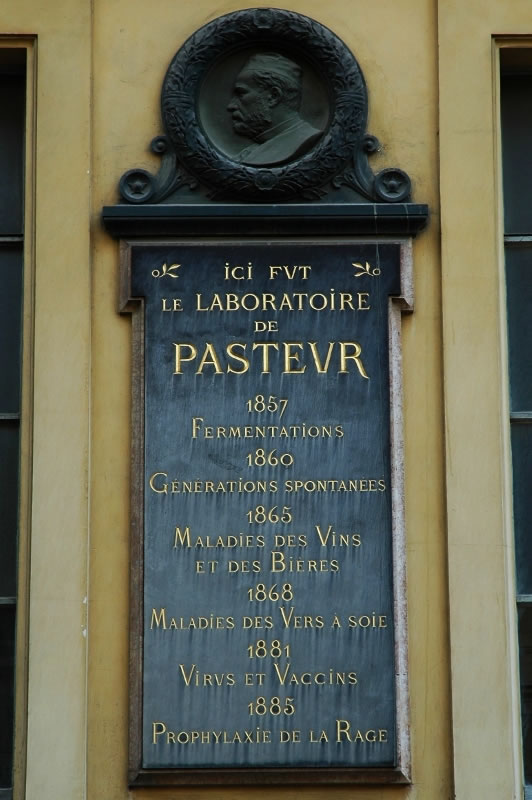 ICI FVT
LE LABORATOIRE
DE
PASTEVR
1857
FERMENTATIONS
1860
GÉNÉRATIONS SPONTANEES
1865
MALADIES DES VINS
ET DES BIERES
1868
MALADIES DES VERS À SOIE
1881
VIRVS ET VACCINS
1885
PROPHYLAXIE DE LA RAGE